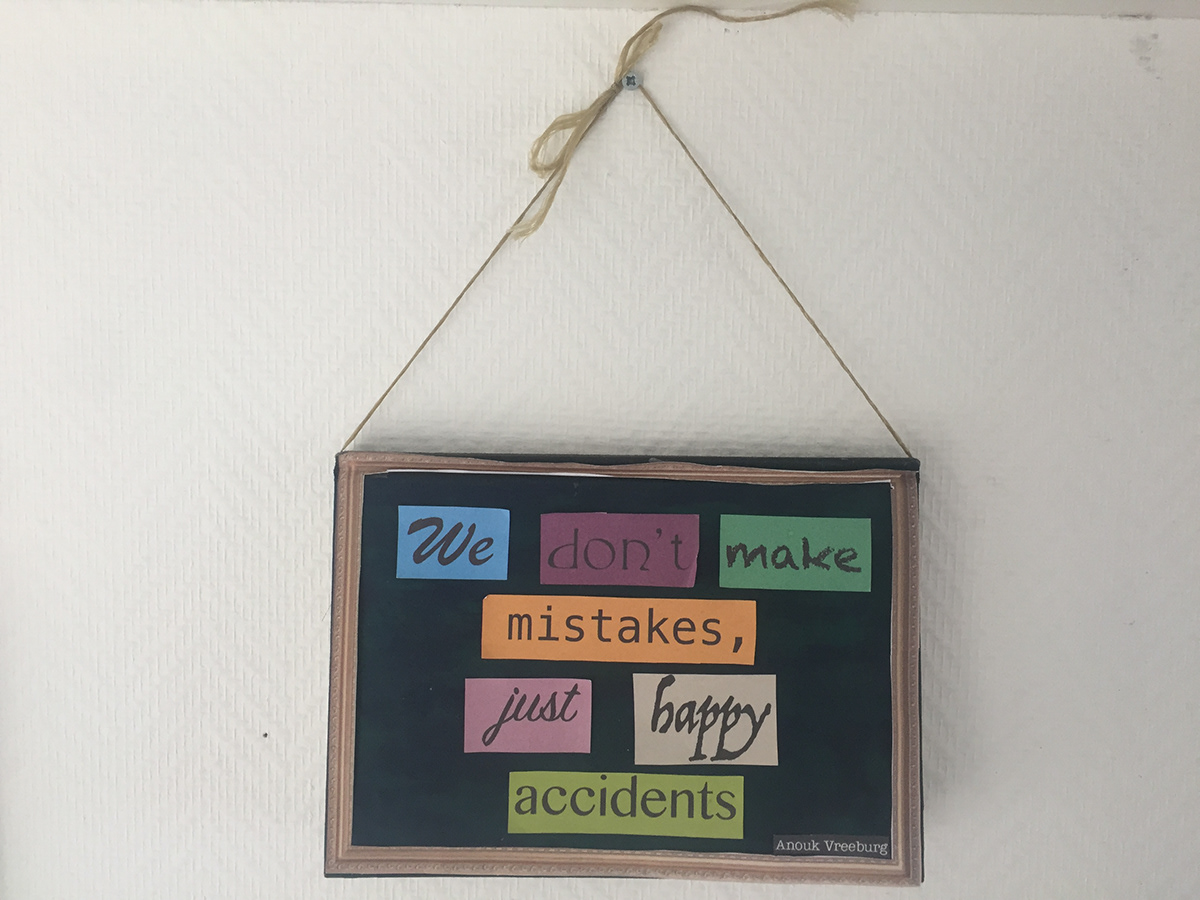 We don't make
mistakes,
just happy
accidents
Anouk Vreeburg